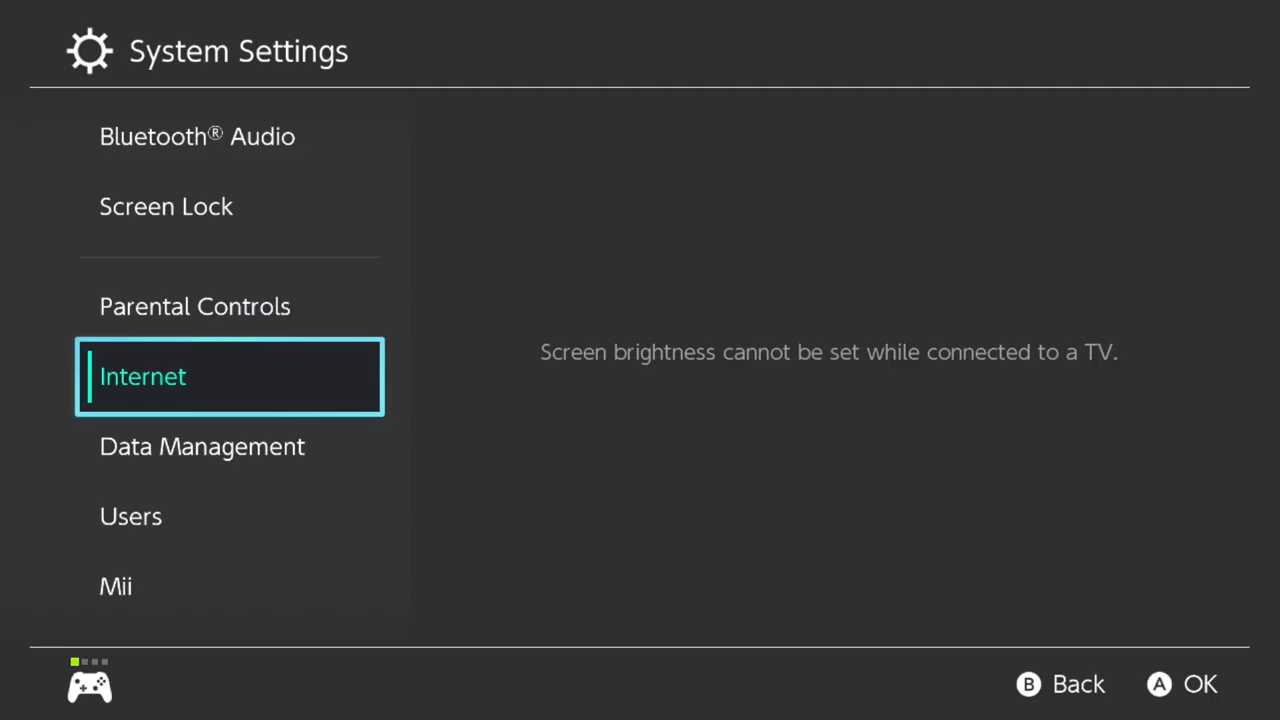 System Settings
Bluetooth® Audio
Screen Lock
Parental Controls
Internet
Data Management
Users
Mii
Screen brightness cannot be set while connected to a TV.
B Back A OK